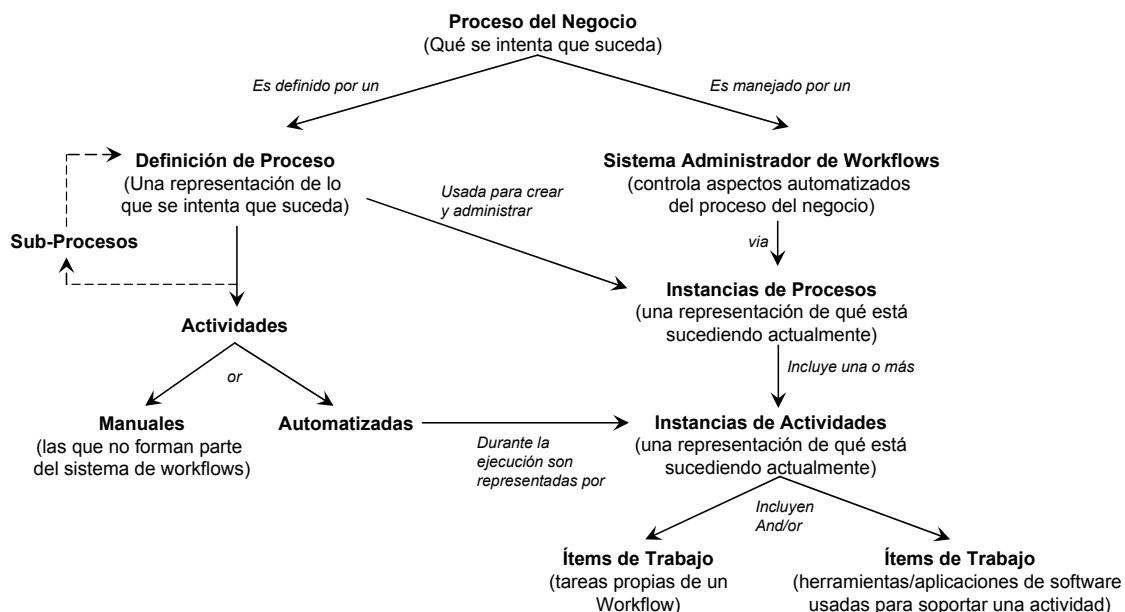 Proceso del Negocio
(Qué se intenta que suceda)
Es definido por un
Es manejado por un
Definición de Proceso
(Una representación de lo
que se intenta que suceda)
Sistema Administrador de Workflows
(controla aspectos automatizados
del proceso del negocio)
Usada para crear
y administrar
Sub-Procesos
via
Instancias de Procesos
(una representación de qué está
sucediendo actualmente)
Actividades
or
Incluye una o más
Manuales
(las que no forman parte
del sistema de workflows)
Automatizadas
Durante la
ejecución son
representadas por
Instancias de Actividades
(una representación de qué está
sucediendo actualmente)
Incluyen
And/or
Ítems de Trabajo
(tareas propias de un
Workflow)
Ítems de Trabajo
(herramientas/aplicaciones de software
usadas para soportar una actividad)